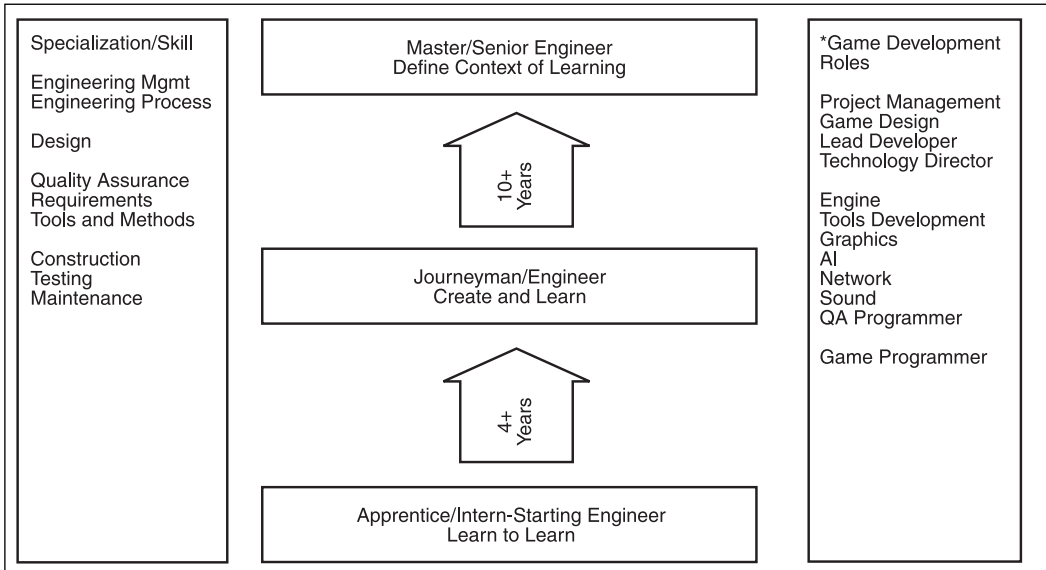 Specialization/Skill
Engineering Mgmt
Engineering Process
Design
Quality Assurance
Requirements
Tools and Methods
Construction
Testing
Maintenance
Master/Senior Engineer
Define Context of Learning
10+
Years
Journeyman/Engineer
Create and Learn
4+
Years
Apprentice/Intern-Starting Engineer
Learn to Learn
*Game Development
Roles
Project Management
Game Design
Lead Developer
Technology Director
Engine
Tools Development
Graphics
AI
Network
Sound
QA Programmer
Game Programmer